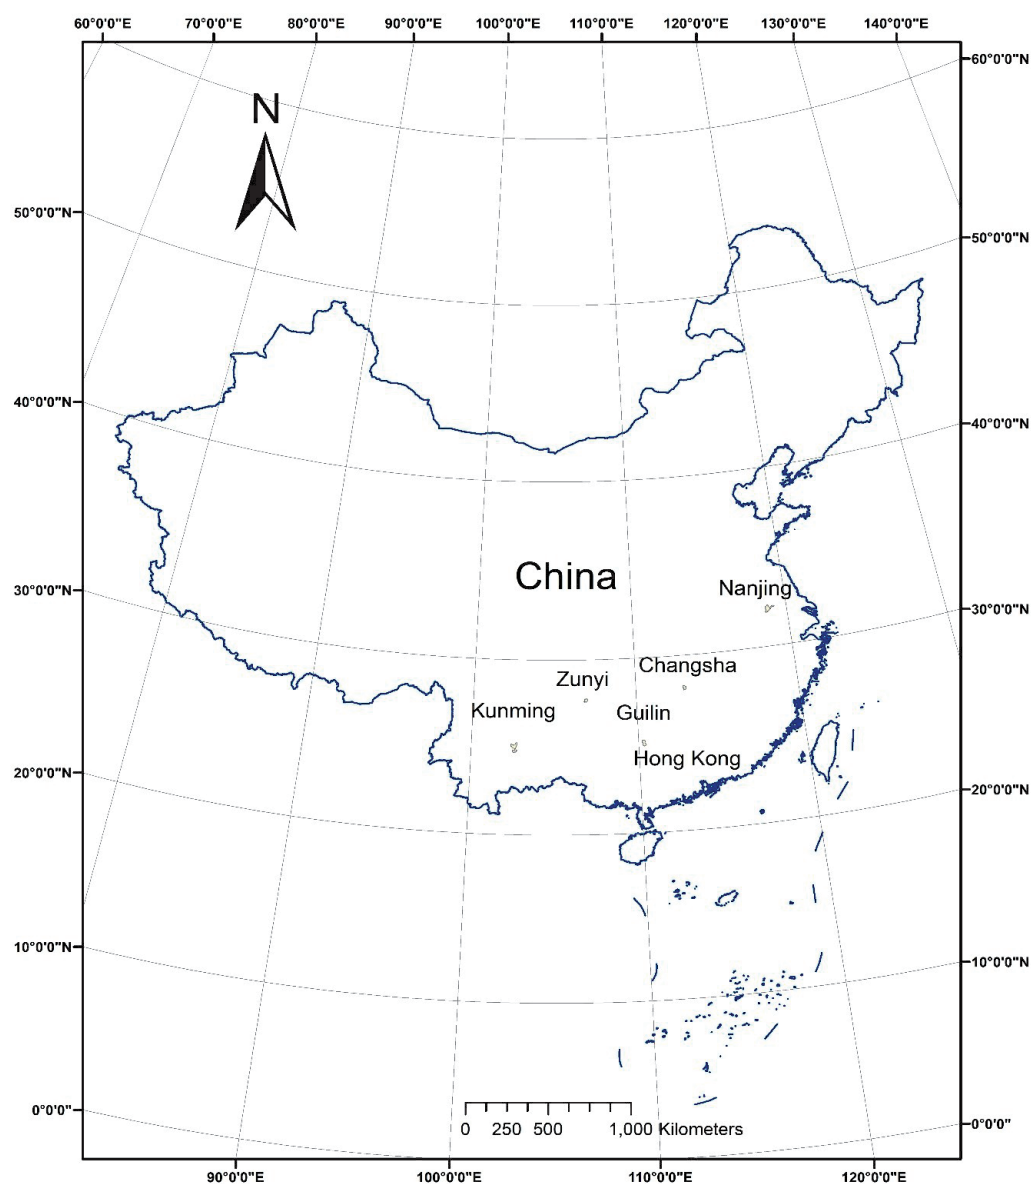 60°0'0"E 70°0'0"E 80°0'0"E 90°0'0"E 100°0'0"E 110°0'0"E 120°0'0"E 130°0'0"E 140°0'0"E
60°0'0"N
N
50°0'0"N
50°0'0"N
40°0'0"N
40°0'0"N
China
Nanjing
30°0'0"N
30°0'0"N
Changsha
Zunyi
Kunming
Guilin
Hong Kong
20°0'0"N
20°0'0"N
10°0'0"N
10°0'0"N
0°0'0"
0 250 500 1,000 Kilometers
0°0'0"
90°0'0"E 100°0'0"E 110°0'0"E 120°0'0"E